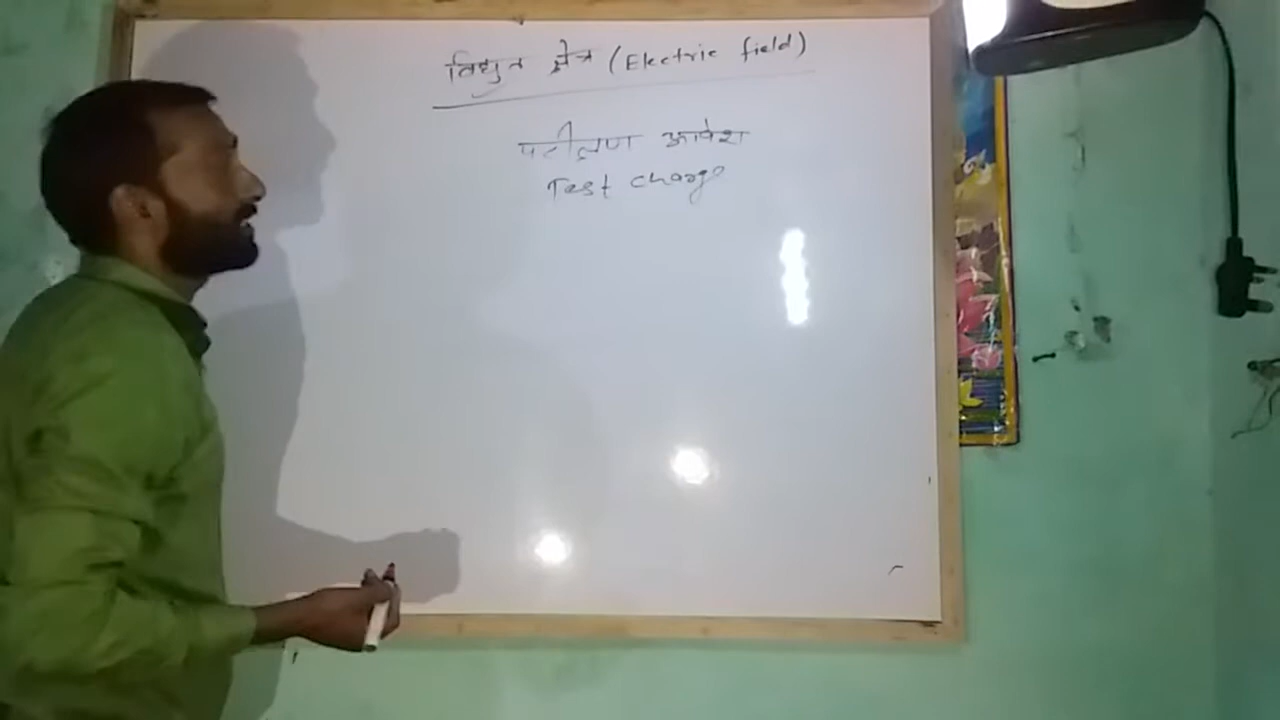 विद्युत क्षेत्र (Electric field)
परीक्षण आवेश
Test charge